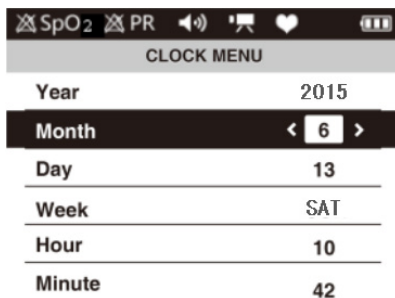 SpO2 PR
CLOCK MENU
Year 2015
Month < 6 >
Day 13
Week SAT
Hour 10
Minute 42